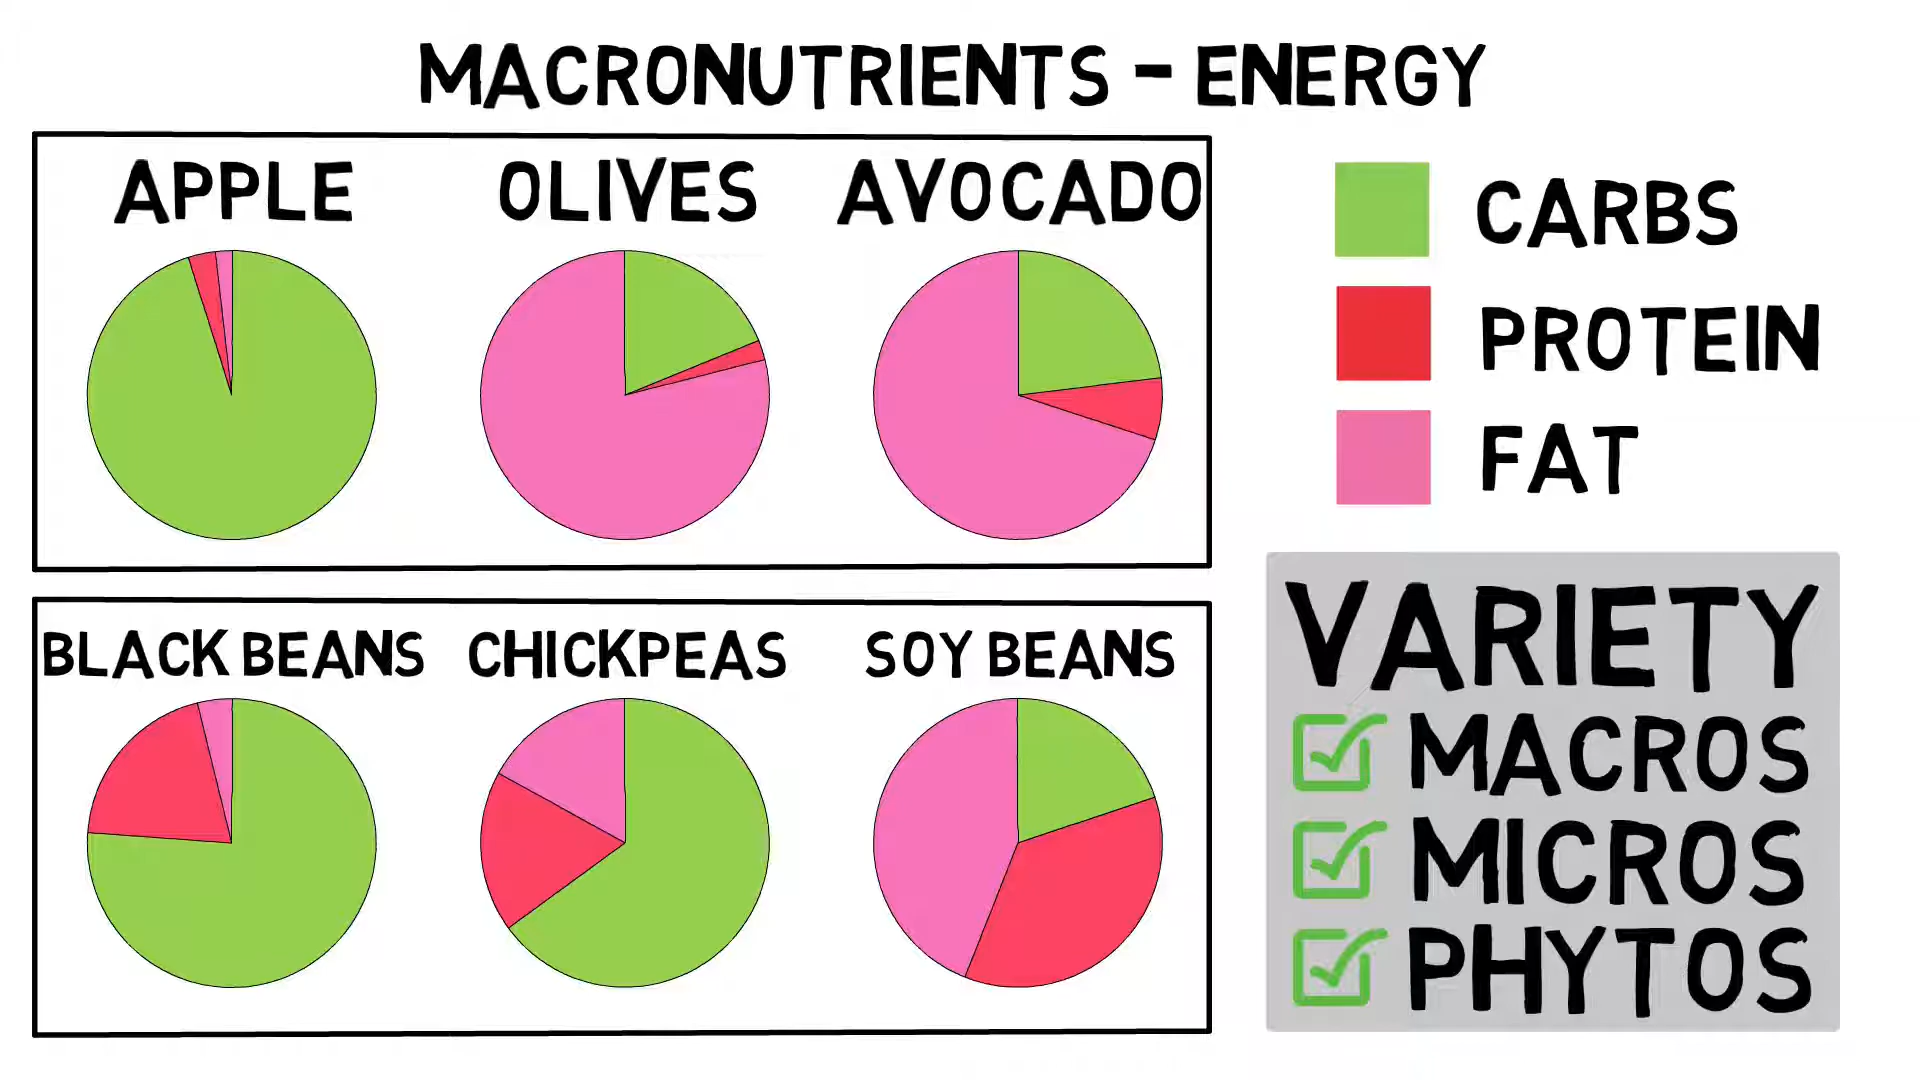 MACRONUTRIENTS - ENERGY
APPLE
OLIVES
AVOCADO
CARBS
PROTEIN
FAT
BLACK BEANS
CHICKPEAS
SOY BEANS
VARIETY
MACROS
MICROS
PHYTOS